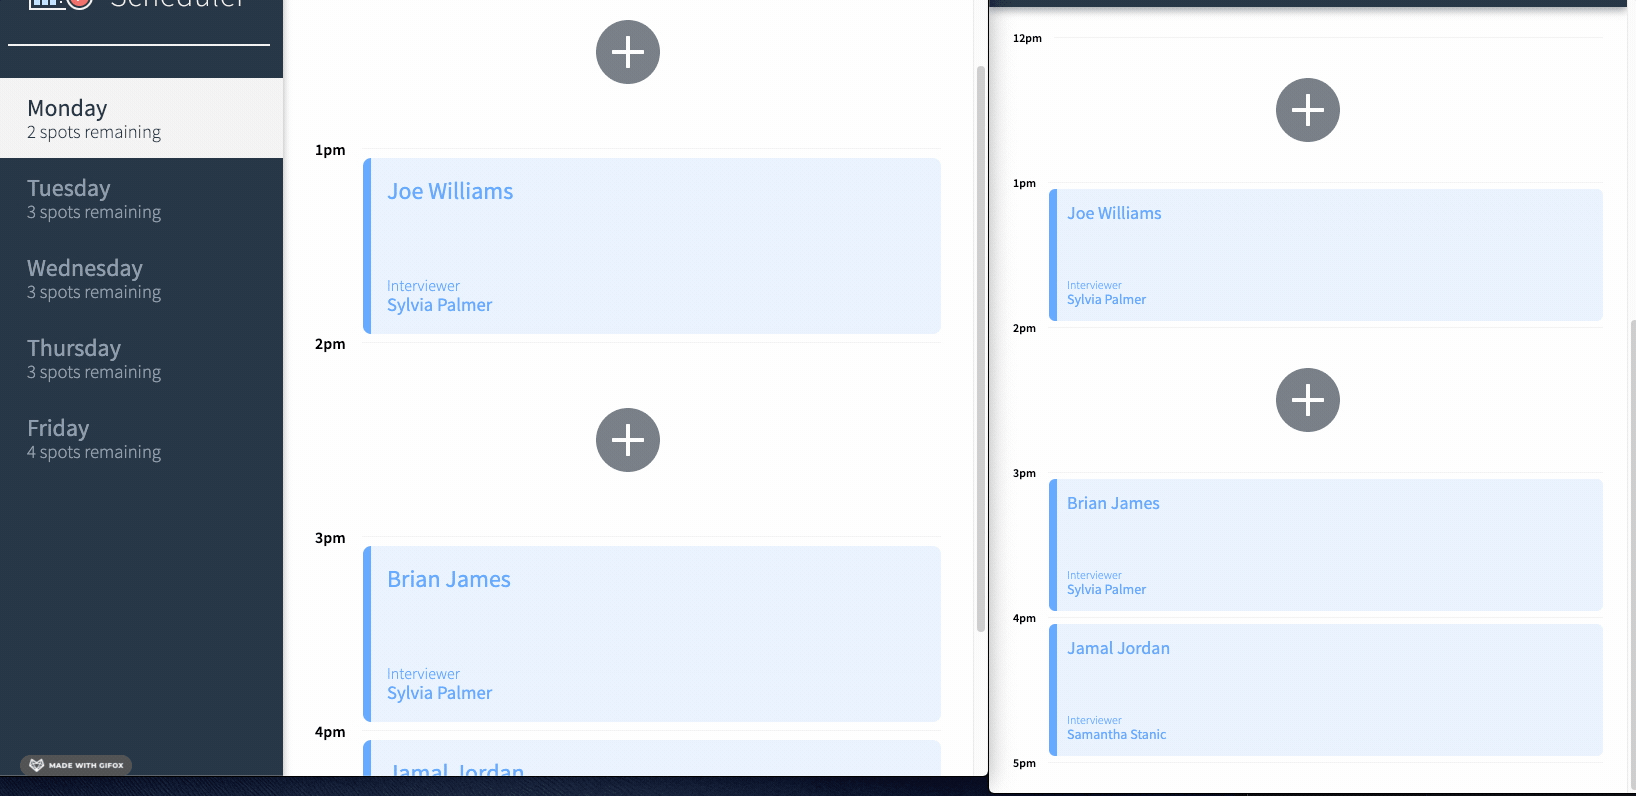 Scheduler
Monday
2 spots remaining
Tuesday
3 spots remaining
Wednesday
3 spots remaining
Thursday
3 spots remaining
Friday
4 spots remaining
MADE WITH GIFOX
1pm
Joe Williams
Interviewer
Sylvia Palmer
2pm
3pm
Brian James
Interviewer
Sylvia Palmer
4pm
Jamal Jordan
12pm
1pm
Joe Williams
Interviewer
Sylvia Palmer
2pm
3pm
Brian James
Interviewer
Sylvia Palmer
4pm
Jamal Jordan
Interviewer
Samantha Stanic
5pm